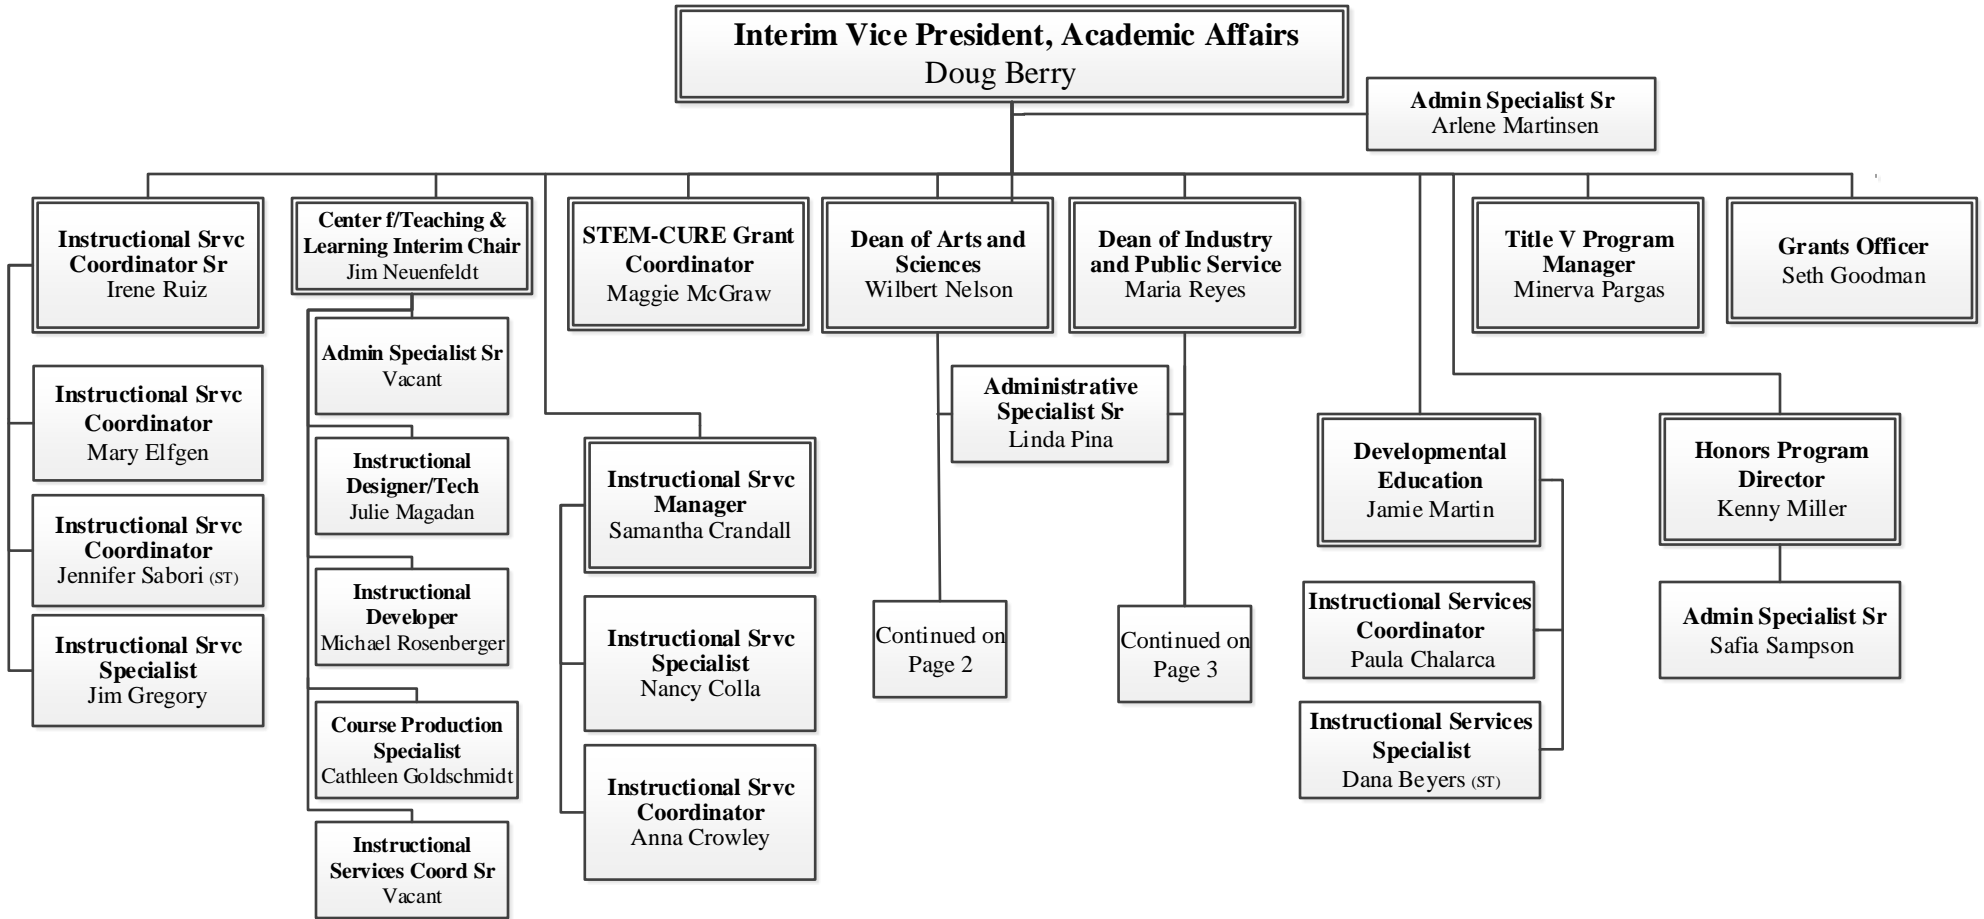 Interim Vice President, Academic Affairs
Doug Berry
Admin Specialist Sr
Arlene Martinsen
Instructional Srvc
Coordinator Sr
Irene Ruiz
Center f/Teaching &
Learning Interim Chair
Jim Neuenfeldt
STEM-CURE Grant
Coordinator
Maggie McGraw
Dean of Arts and
Sciences
Wilbert Nelson
Dean of Industry
and Public Service
Maria Reyes
Title V Program
Manager
Minerva Pargas
Grants Officer
Seth Goodman
Instructional Srvc
Coordinator
Mary Elfgen
Instructional Srvc
Coordinator
Jennifer Sabori (ST)
Instructional Srvc
Specialist
Jim Gregory
Admin Specialist Sr
Vacant
Instructional
Designer/Tech
Julie Magadan
Instructional
Developer
Michael Rosenberger
Course Production
Specialist
Cathleen Goldschmidt
Instructional
Services Coord Sr
Vacant
Instructional Srvc
Manager
Samantha Crandall
Instructional Srvc
Specialist
Nancy Colla
Instructional Srvc
Coordinator
Anna Crowley
Administrative
Specialist Sr
Linda Pina
Continued on
Page 2
Continued on
Page 3
Developmental
Education
Jamie Martin
Instructional Services
Coordinator
Paula Chalarca
Instructional Services
Specialist
Dana Beyers (ST)
Honors Program
Director
Kenny Miller
Admin Specialist Sr
Safia Sampson